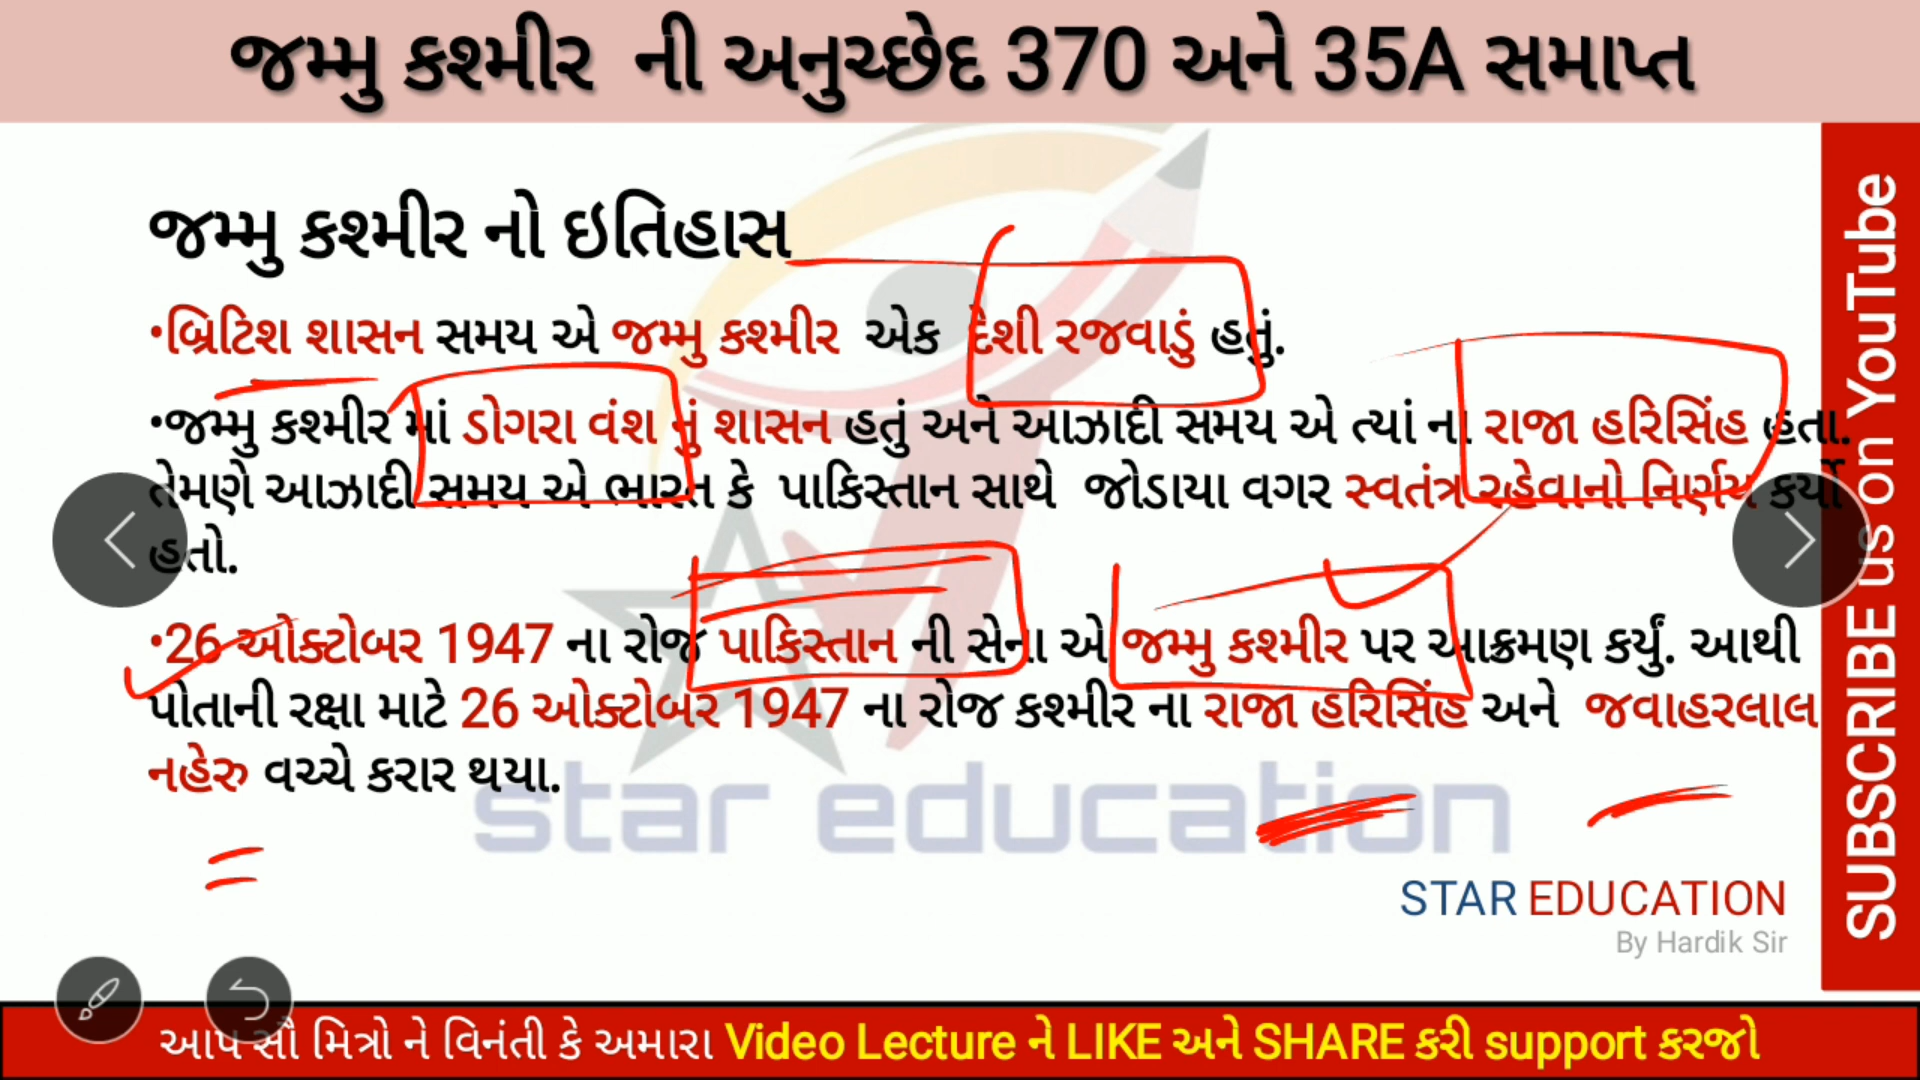 જમ્મુ કશ્મીર ની અનુચ્છેદ 370 અને 35A સમાપ્ત
જમ્મુ કશ્મીર નો ઇતિહાસ
•બ્રિટિશ શાસન સમય એ જમ્મુ કશ્મીર એક દેશી રજવાડું હતું.
•જમ્મુ કશ્મીર માં ડોગરા વંશ નું શાસન હતું અને આઝાદી સમય એ ત્યાં ના રાજા હરિસિંહ હતા.
તેમણે આઝાદી સમય એ ભારત કે પાકિસ્તાન સાથે જોડાયા વગર સ્વતંત્ર રહેવાનો નિર્ણય કર્યો
હતો.
•26 ઓક્ટોબર 1947 ના રોજ પાકિસ્તાન ની સેના એ જમ્મુ કશ્મીર પર આક્રમણ કર્યું. આથી
પોતાની રક્ષા માટે 26 ઓક્ટોબર 1947 ના રોજ કશ્મીર ના રાજા હરિસિંહ અને જવાહરલાલ
નહેરુ વચ્ચે કરાર થયા.
star education
STAR EDUCATION
By Hardik Sir
SUBSCRIBE us on YouTube
આપ સૌ મિત્રો ને વિનંતી કે અમારા Video Lecture ને LIKE અને SHARE કરી support કરજો